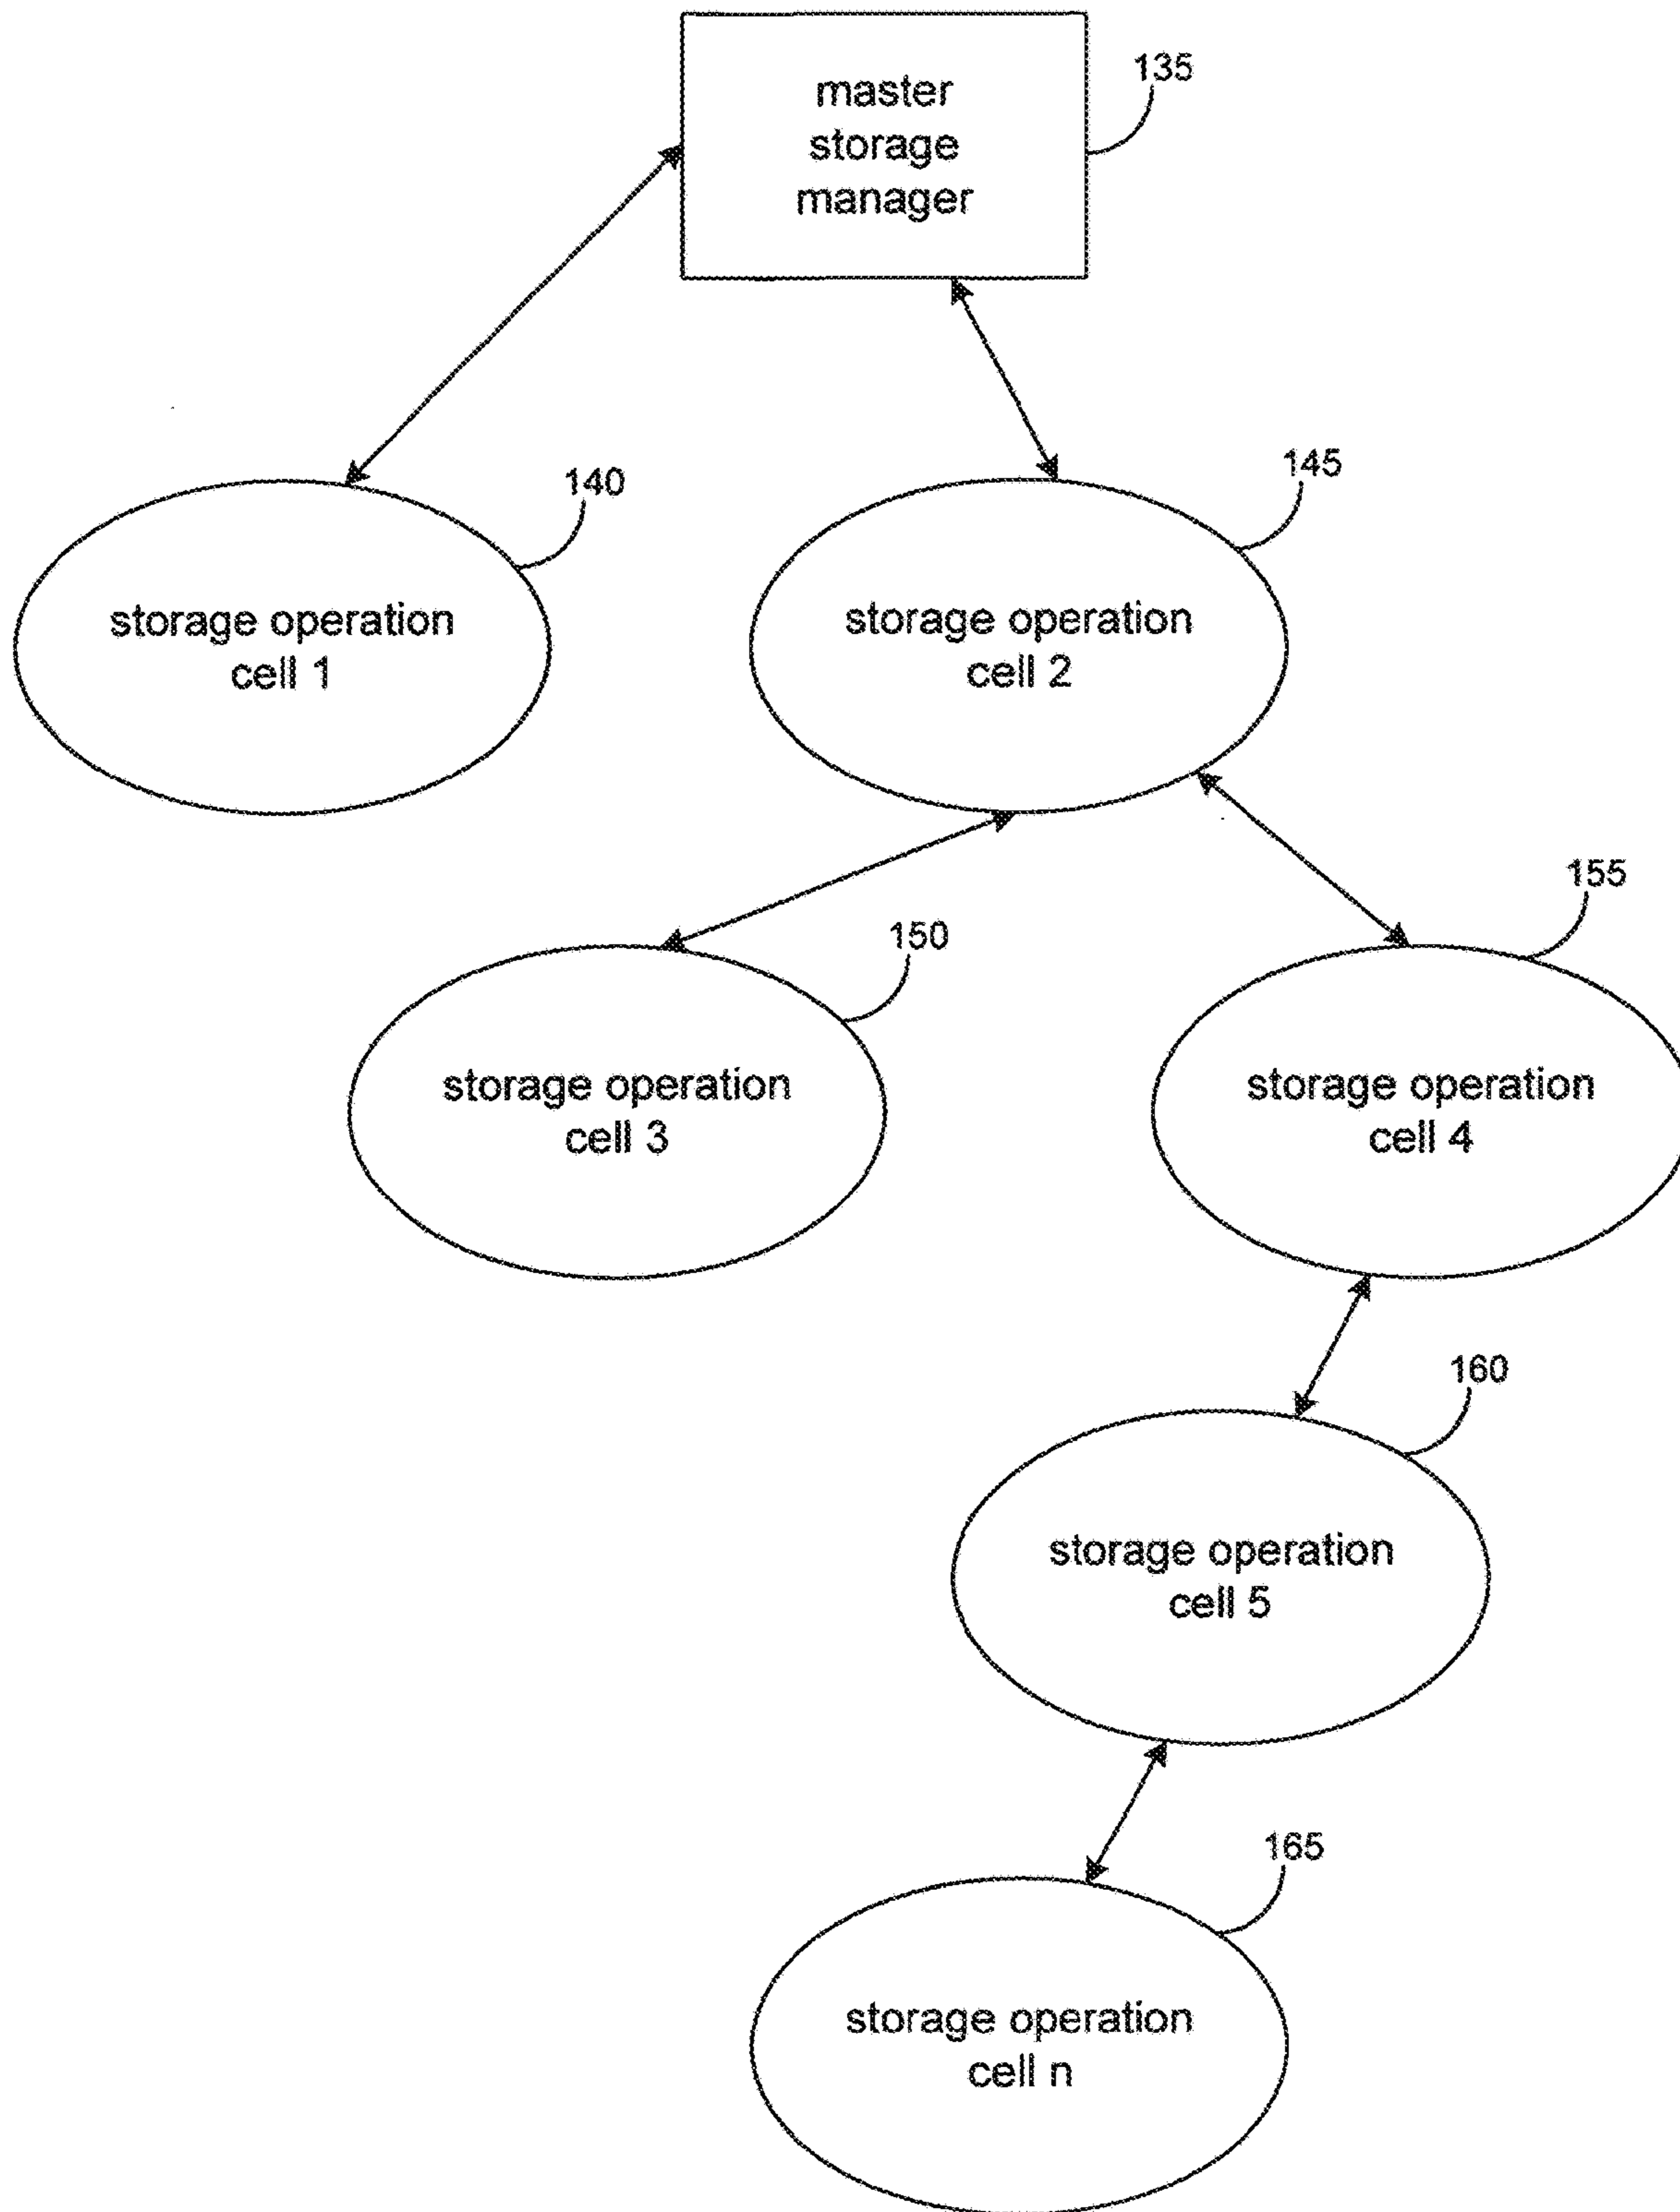 master
storage
manager
135
140
storage operation
cell 1
145
storage operation
cell 2
150
storage operation
cell 3
155
storage operation
cell 4
160
storage operation
cell 5
165
storage operation
cell n